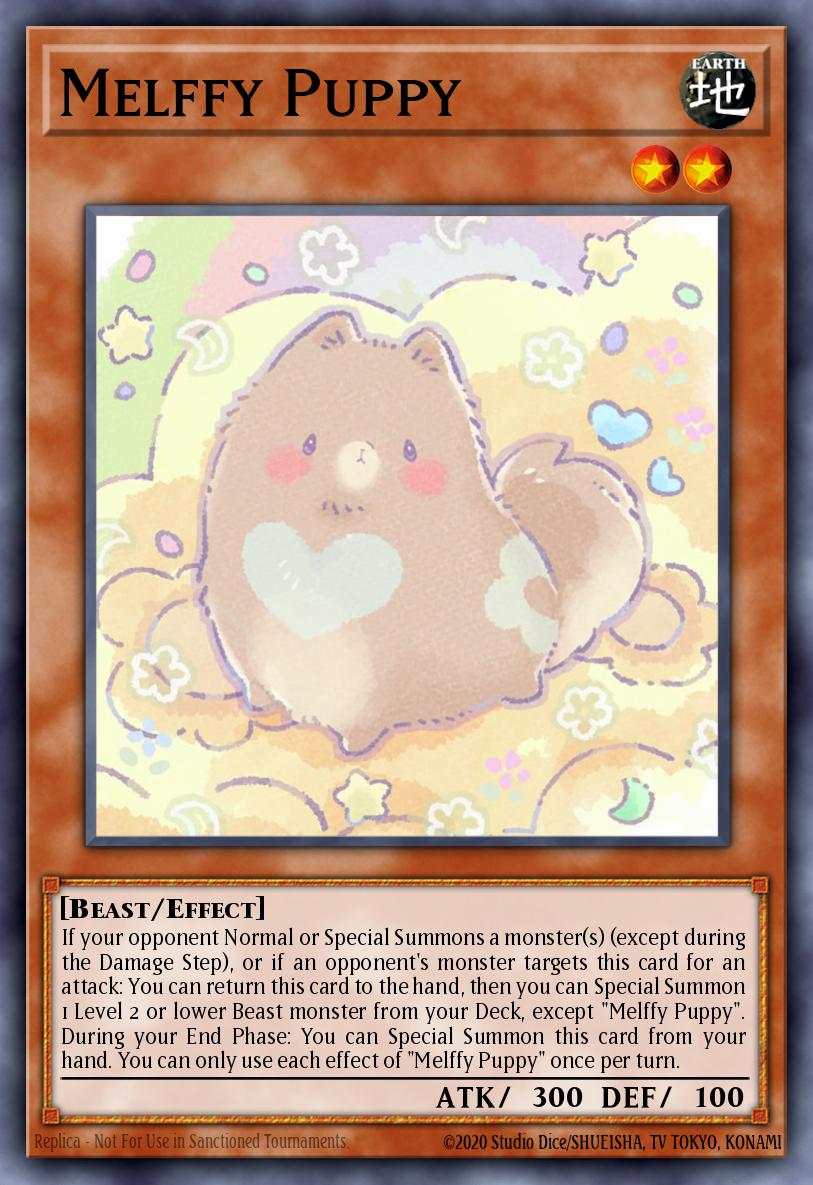 MELFFY PUPPY
EARTH
地
[BEAST/EFFECT]
If your opponent Normal or Special Summons a monster(s) (except during
the Damage Step), or if an opponent's monster targets this card for an
attack: You can return this card to the hand, then you can Special Summon
1 Level 2 or lower Beast monster from your Deck, except "Melffy Puppy".
During your End Phase: You can Special Summon this card from your
hand. You can only use each effect of "Melffy Puppy" once per turn.
ATK/ 300 DEF/ 100
Replica - Not For Use in Sanctioned Tournaments.
©2020 Studio Dice/SHUEISHA, TV TOKYO, KONAMI